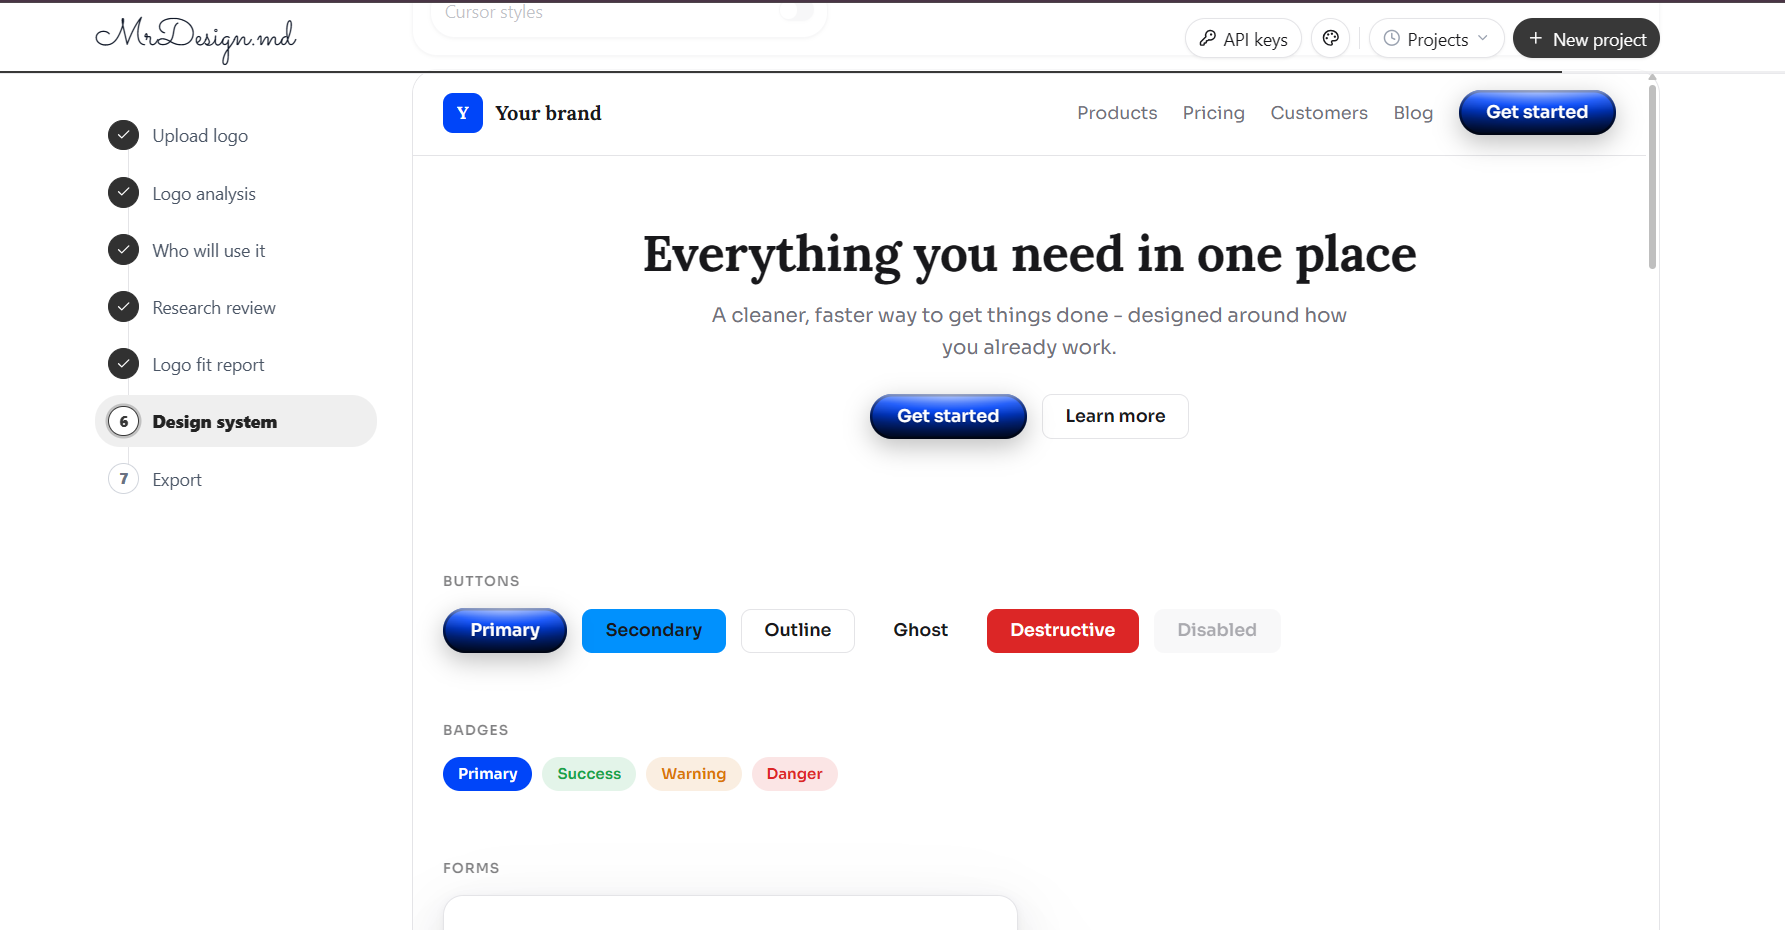 Cursor styles
MrDesign.md
API keys
Projects
+ New project
Upload logo
Logo analysis
Who will use it
Research review
Logo fit report
6 Design system
7 Export
Y Your brand
Products Pricing Customers Blog Get started
Everything you need in one place
A cleaner, faster way to get things done - designed around how
you already work.
Get started Learn more
BUTTONS
Primary Secondary Outline Ghost Destructive Disabled
BADGES
Primary Success Warning Danger
FORMS